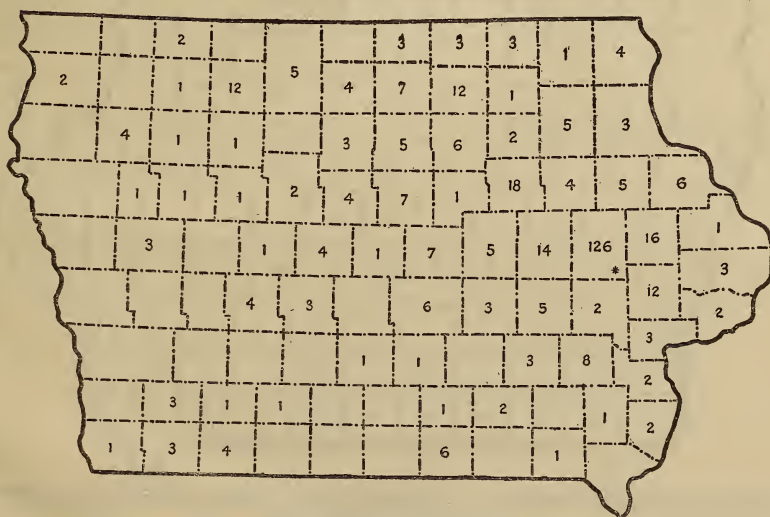 2 3 3 3 1 4
5
2 1 12 4 7 12 1
5 3
4 1 1 3 5 6 2
1 1 1 2 4 7 1 18 4 5 6
3 1 4 1 7 5 14 126 16 1
*
3
4 3 6 3 5 2 12 2
3
1 1 3 8
2
3 1 1 1 2 1
2
1 3 4 6 1